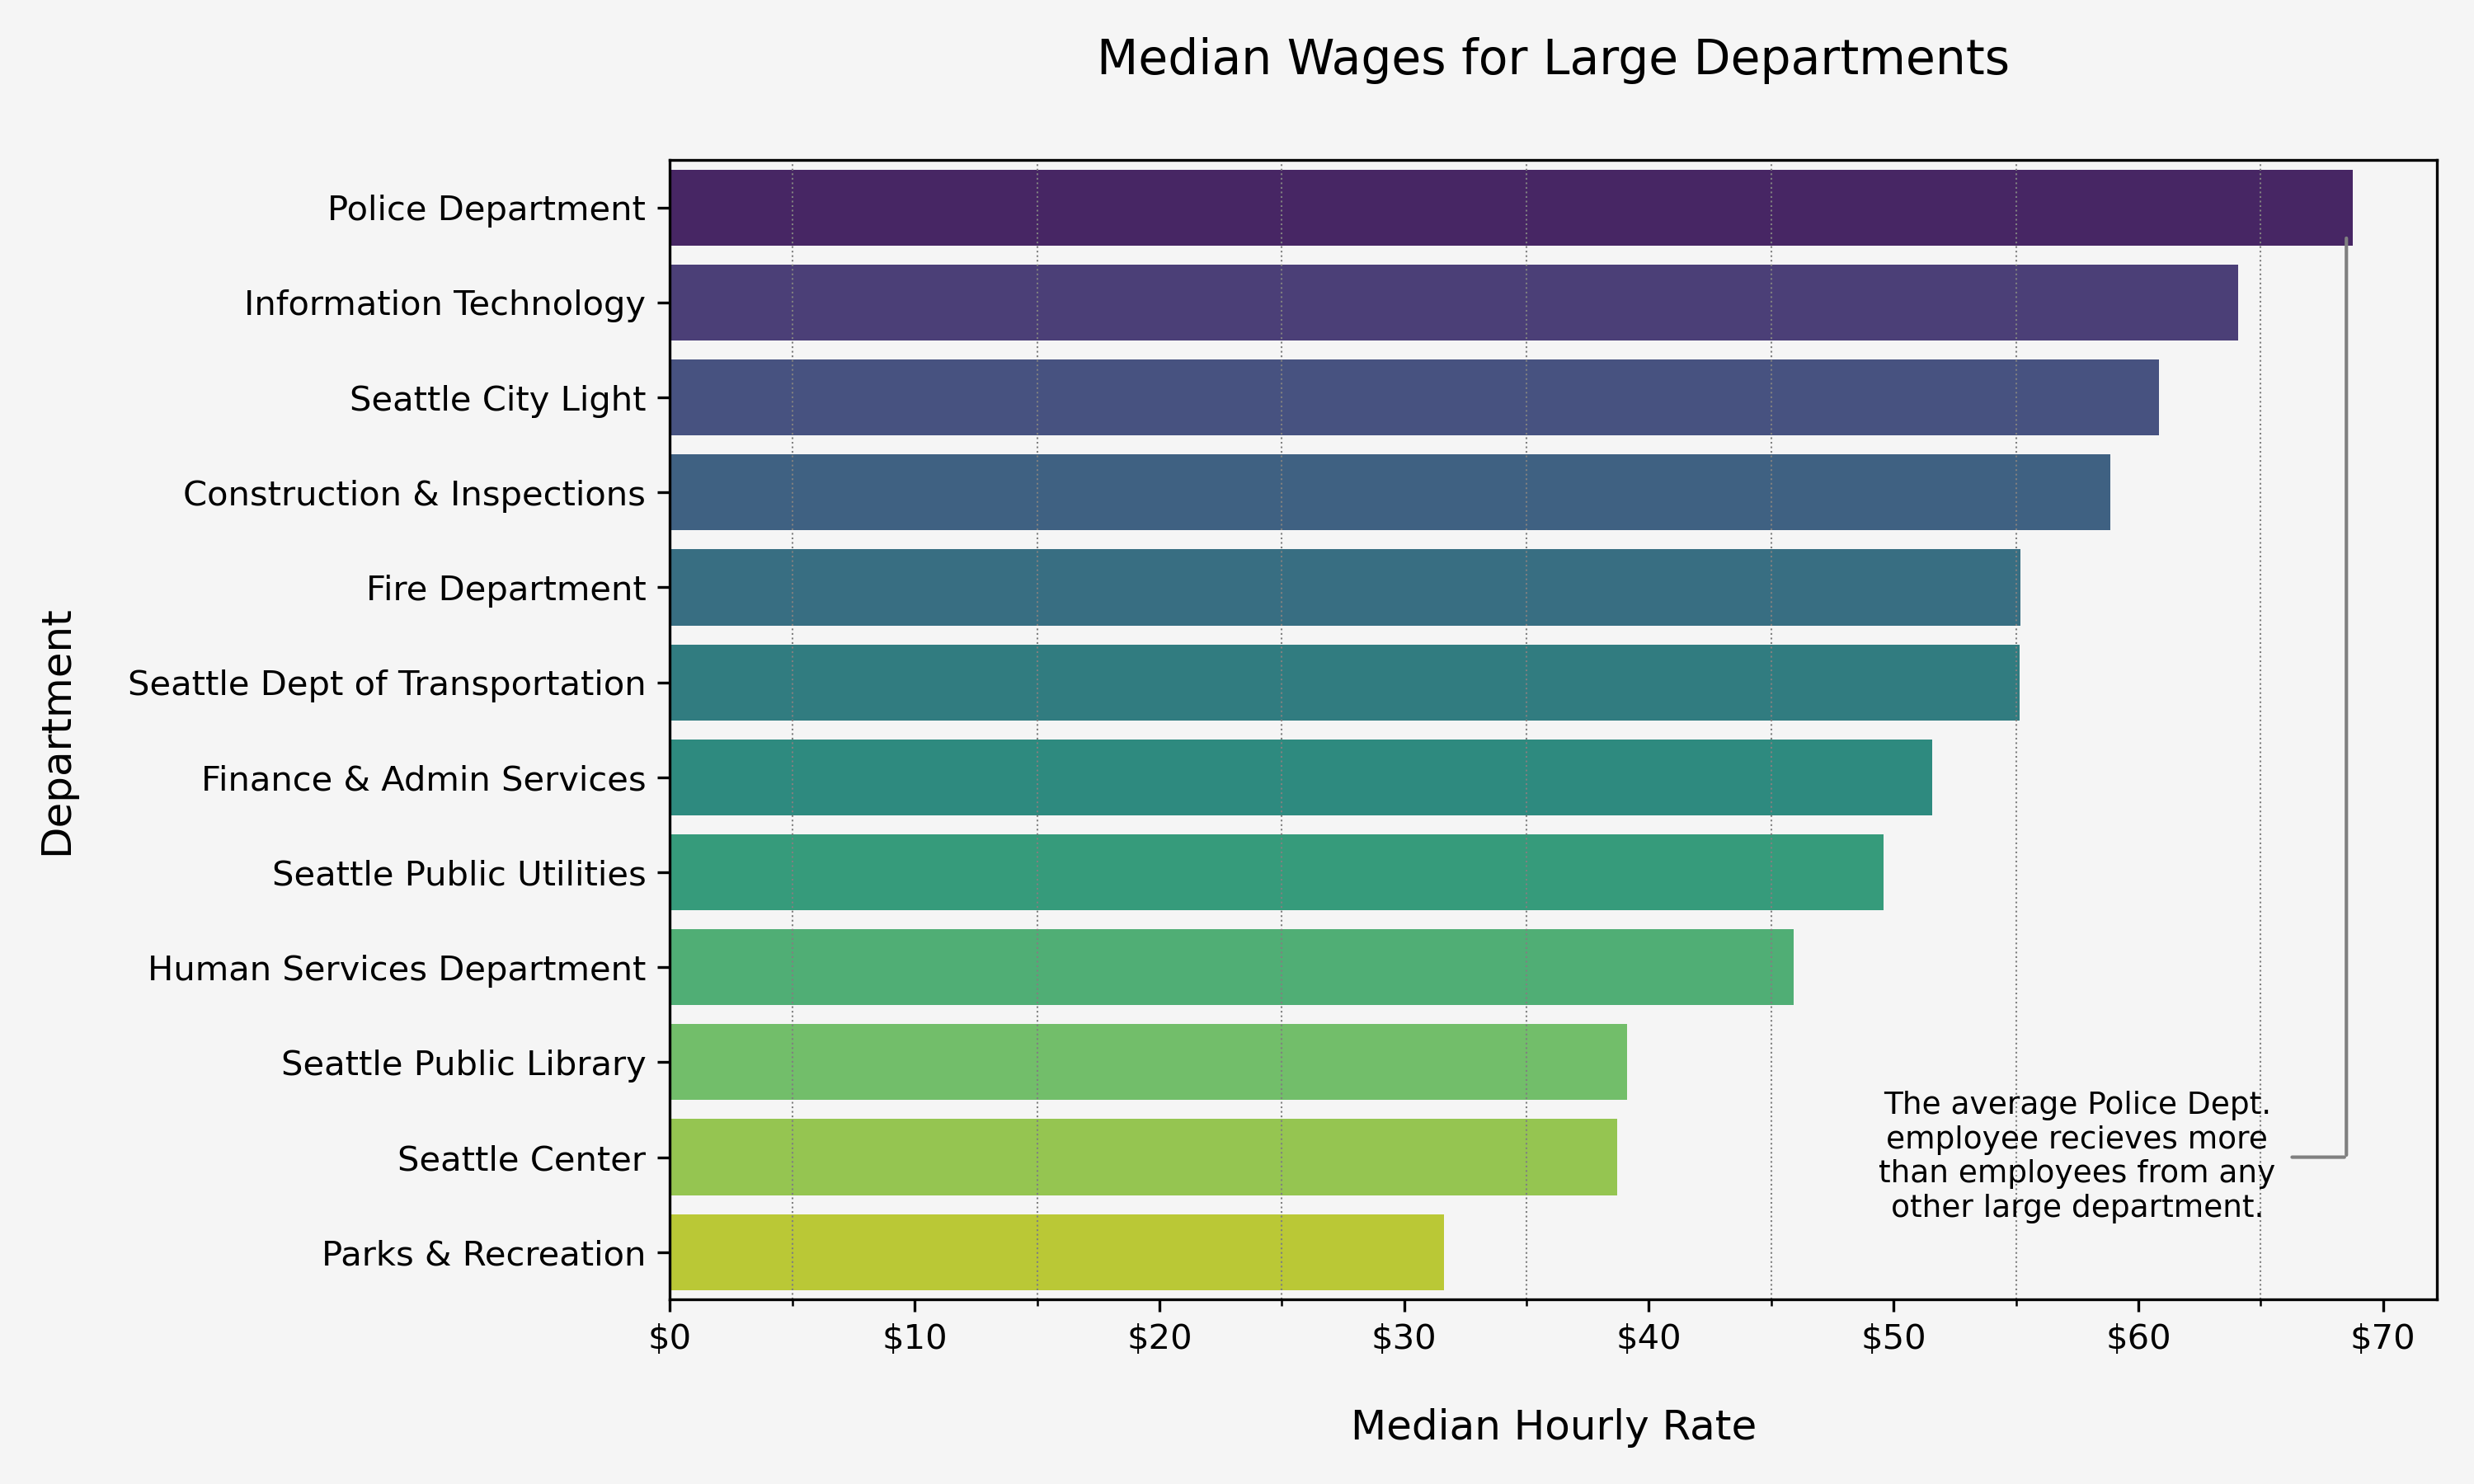 Median Wages for Large Departments
Department
Police Department
Information Technology
Seattle City Light
Construction & Inspections
Fire Department
Seattle Dept of Transportation
Finance & Admin Services
Seattle Public Utilities
Human Services Department
Seattle Public Library
Seattle Center
Parks & Recreation
The average Police Dept.
employee recieves more
than employees from any
other large department.
$0 $10 $20 $30 $40 $50 $60 $70
Median Hourly Rate